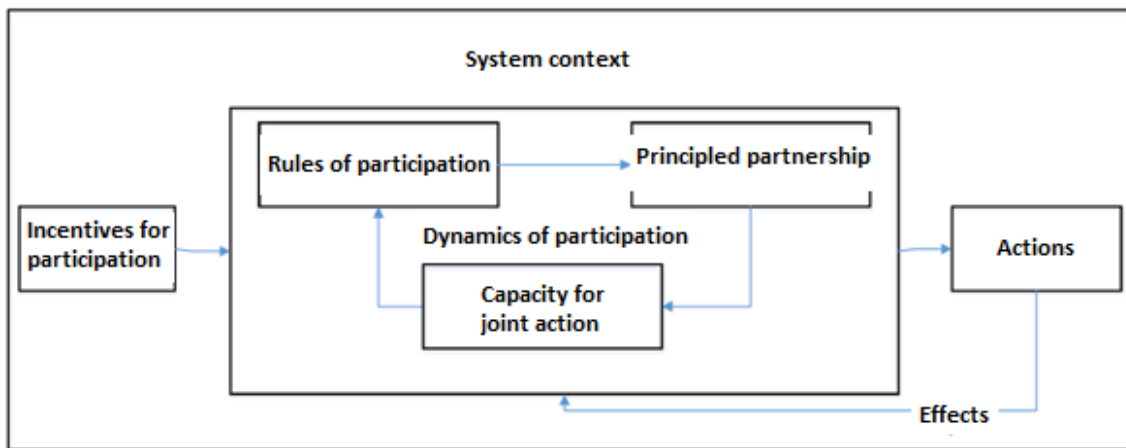 System context
Rules of participation
Principled partnership
Incentives for
participation
Dynamics of participation
Actions
Capacity for
joint action
Effects